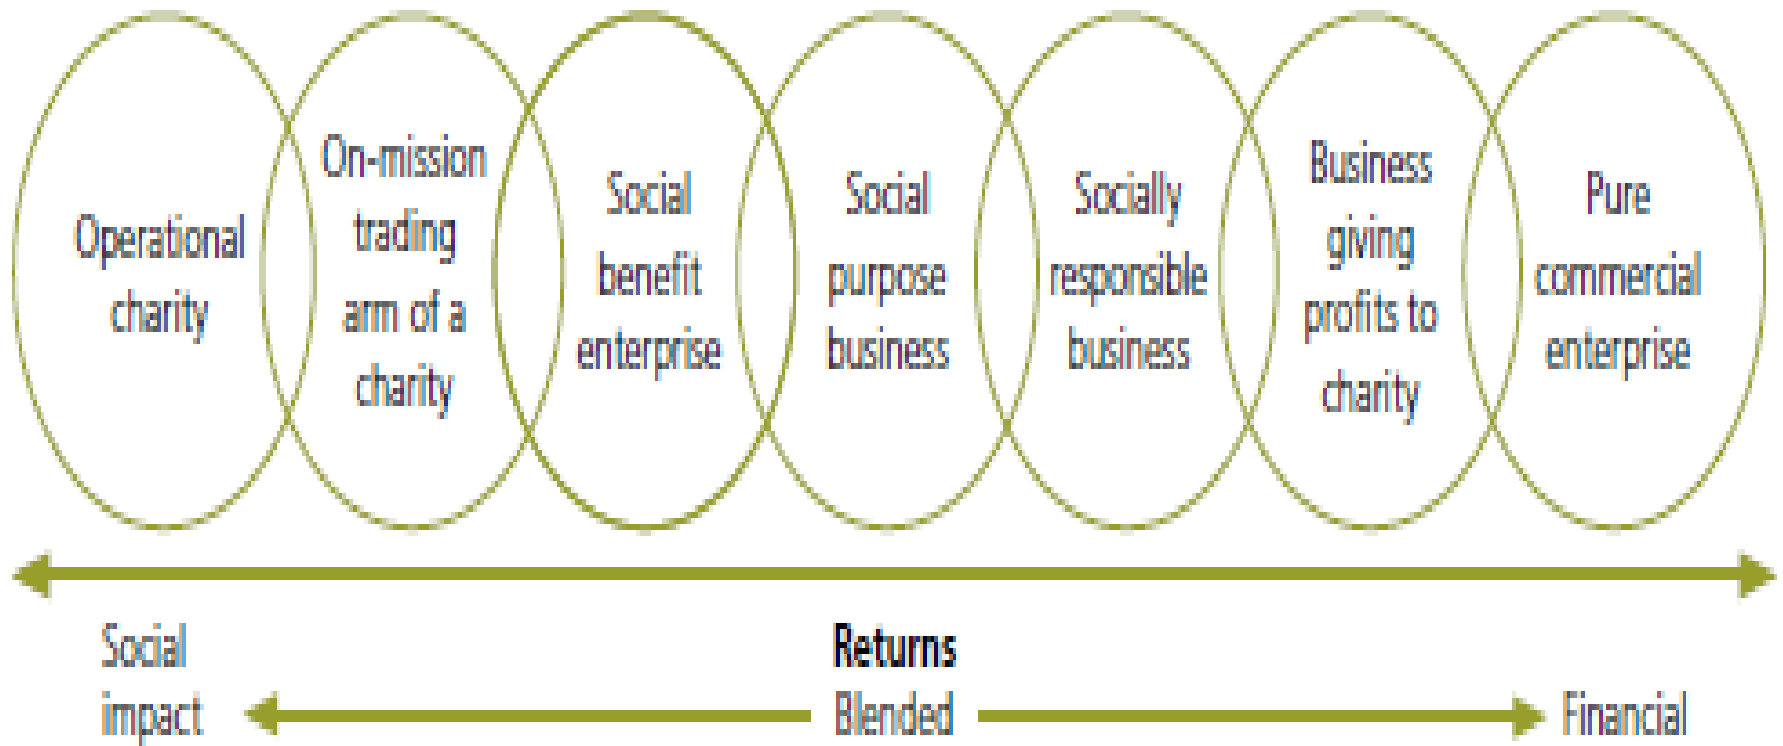 Operational
charity
On-mission
trading
arm of a
charity
Social
benefit
enterprise
Social
purpose
business
Socially
responsible
business
Business
giving
profits to
charity
Pure
commercial
enterprise
Social
impact
Returns
Blended
Financial